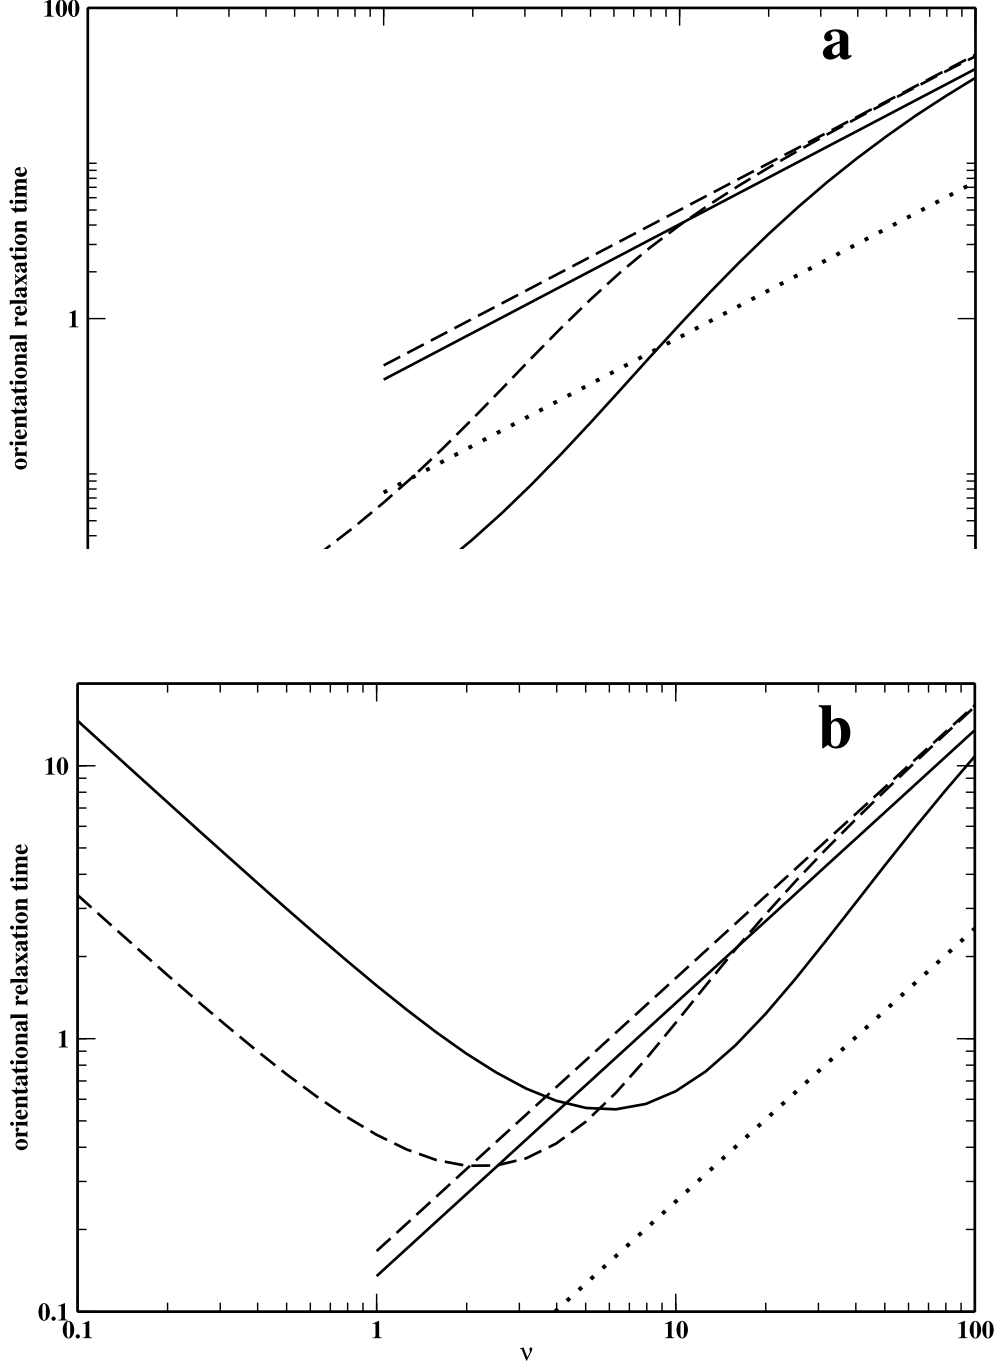 100
a
orientational relaxation time
1
b
10
orientational relaxation time
1
0.1
0.1 1 10 100
ν